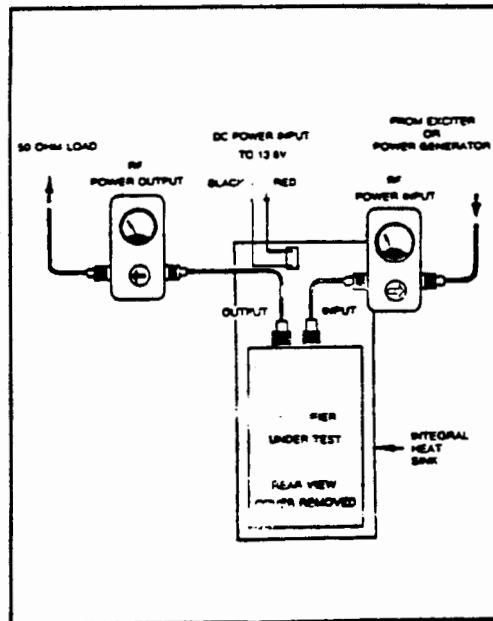 50 OHM LOAD
RF
POWER OUTPUT
DC POWER INPUT
TO 13.6V
BLACK RED
FROM EXCITER
OR
POWER GENERATOR
RF
POWER INPUT
OUTPUT
INPUT
UNDER TEST
REAR VIEW
REMOVED
INTEGRAL
HEAT
SINK